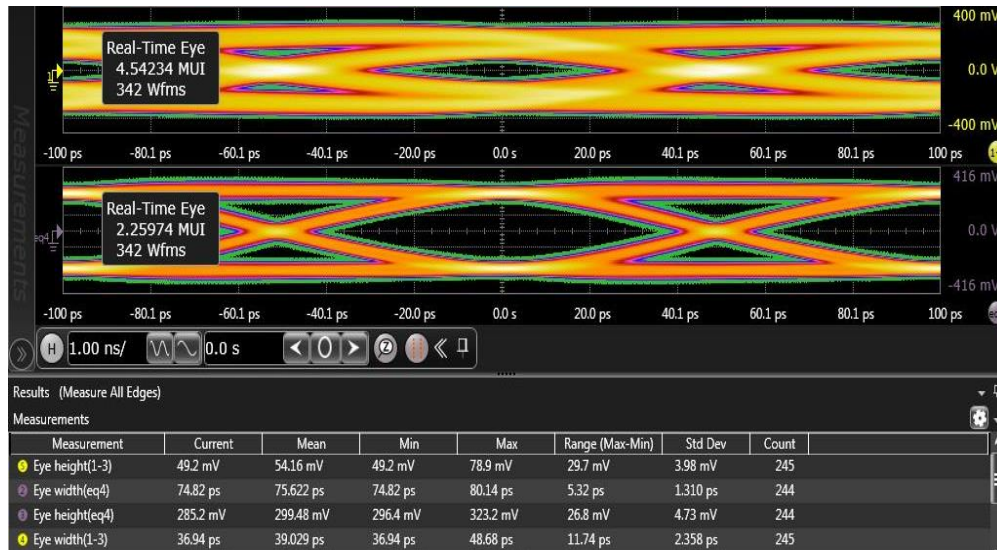 400 mV
Real-Time Eye
4.54234 MUI
342 Wfms
0.0 V
-400 mV
-100 ps -80.1 ps -60.1 ps -40.1 ps -20.0 ps 0.0 s 20.0 ps 40.1 ps 60.1 ps 80.1 ps 100 ps
416 mV
Real-Time Eye
2.25974 MUI
342 Wfms
eq4
0.0 V
-416 mV
Measurements
-100 ps -80.1 ps -60.1 ps -40.1 ps -20.0 ps 0.0 s 20.0 ps 40.1 ps 60.1 ps 80.1 ps 100 ps
H 1.00 ns/ 0.0 s 0
Results (Measure All Edges)
Measurements
Measurement Current Mean Min Max Range (Max-Min) Std Dev Count
5 Eye height(1-3) 49.2 mV 54.16 mV 49.2 mV 78.9 mV 29.7 mV 3.98 mV 245
Eye width(eq4) 74.82 ps 75.622 ps 74.82 ps 80.14 ps 5.32 ps 1.310 ps 244
Eye height(eq4) 285.2 mV 299.48 mV 296.4 mV 323.2 mV 26.8 mV 4.73 mV 244
4 Eye width(1-3) 36.94 ps 39.029 ps 36.94 ps 48.68 ps 11.74 ps 2.358 ps 245